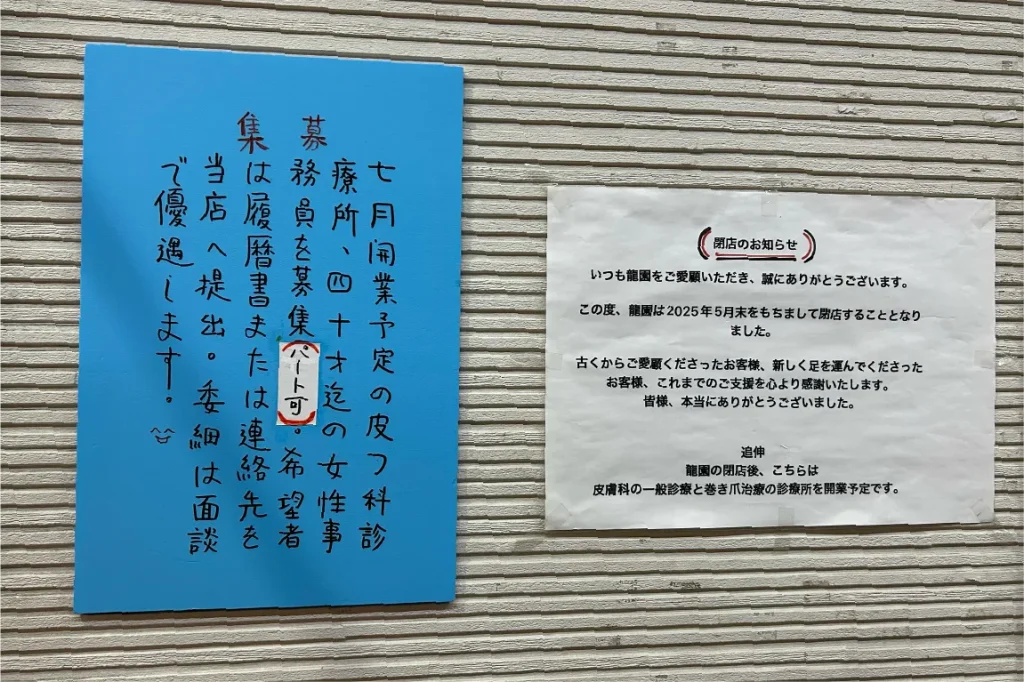 募集
七月開業予定の皮フ科診
療所、四十才迄の女性事
務員を募集パート可。希望者
は履暦書または連絡先を
当店へ提出。委細は面談
で優遇します。
閉店のお知らせ
いつも龍園をご愛顧いただき、誠にありがとうございます。
この度、龍園は2025年5月末をもちまして閉店することとなり
ました。
古くからご愛顧くださったお客様、新しく足を運んでくださった
お客様、これまでのご支援を心より感謝いたします。
皆様、本当にありがとうございました。
追伸
龍園の閉店後、こちらは
皮膚科の一般診療と巻き爪治療の診療所を開業予定です。